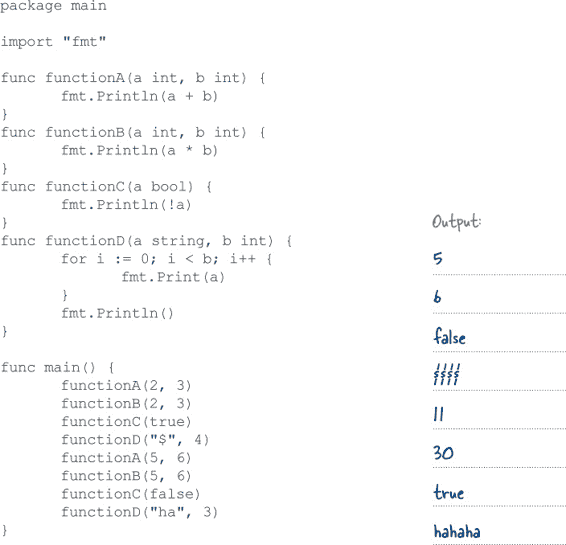 package main
import "fmt"
func functionA(a int, b int) {
fmt.Println(a + b)
}
func functionB(a int, b int) {
fmt.Println(a * b)
}
func functionC(a bool) {
fmt.Println(!a)
}
func functionD(a string, b int) {
for i := 0; i < b; i++ {
fmt.Print(a)
}
fmt.Println()
}
func main() {
functionA(2, 3)
functionB(2, 3)
functionC(true)
functionD("$", 4)
functionA(5, 6)
functionB(5, 6)
functionC(false)
functionD("ha", 3)
}
Output:
5
6
false
$$$$
11
30
true
hahaha